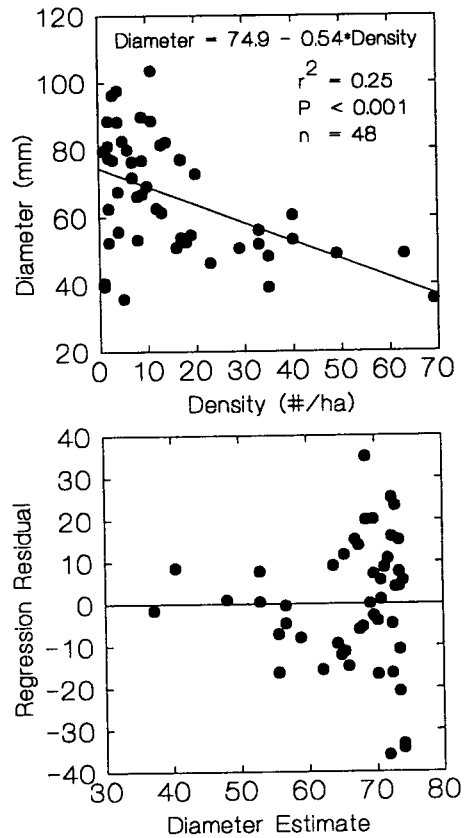 Diameter = 74.9 - 0.54*Density
r² = 0.25
P < 0.001
n = 48
120
100
80
60
40
20
Diameter (mm)
0 10 20 30 40 50 60 70
Density (#/ha)
40
30
20
10
0
-10
-20
-30
-40
Regression Residual
30 40 50 60 70 80
Diameter Estimate